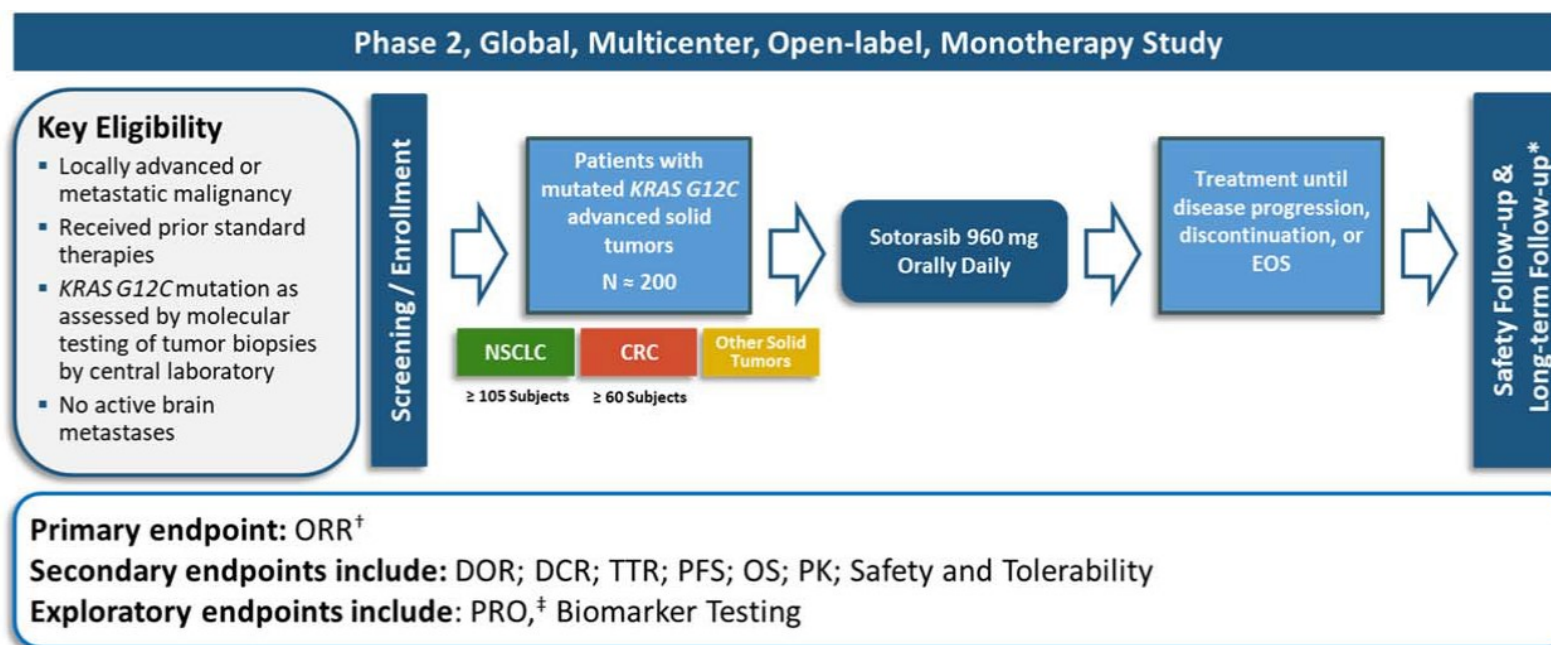 Phase 2, Global, Multicenter, Open-label, Monotherapy Study
Key Eligibility
▪ Locally advanced or
metastatic malignancy
▪ Received prior standard
therapies
▪ KRAS G12C mutation as
assessed by molecular
testing of tumor biopsies
by central laboratory
▪ No active brain
metastases
Screening / Enrollment
Patients with
mutated KRAS G12C
advanced solid
tumors
N ≈ 200
NSCLC
≥ 105 Subjects
CRC
≥ 60 Subjects
Other Solid
Tumors
Sotorasib 960 mg
Orally Daily
Treatment until
disease progression,
discontinuation, or
EOS
Safety Follow-up &
Long-term Follow-up*
Primary endpoint: ORR†
Secondary endpoints include: DOR; DCR; TTR; PFS; OS; PK; Safety and Tolerability
Exploratory endpoints include: PRO,‡ Biomarker Testing